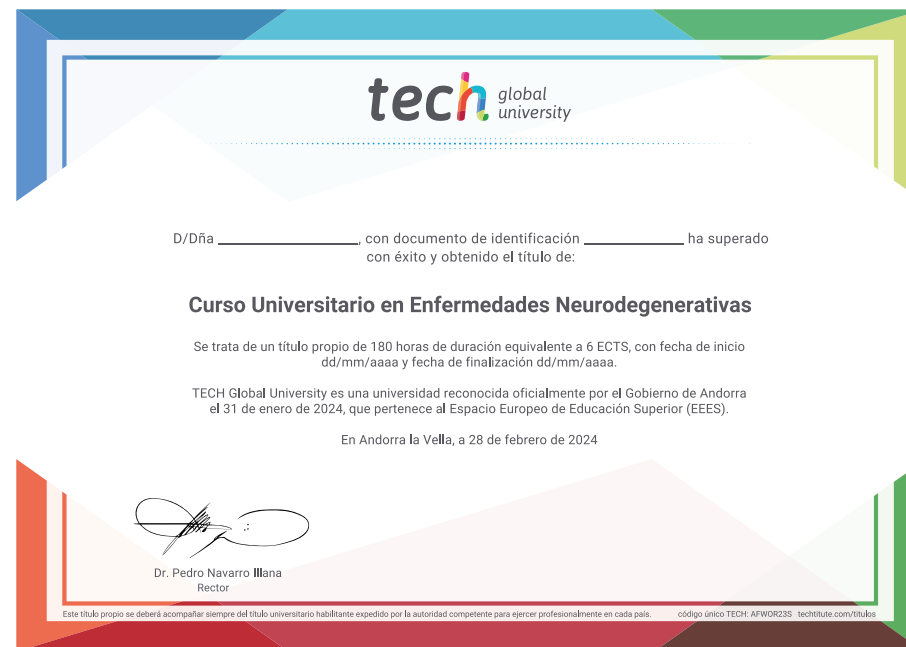 tech global university
D/Dña ____________________, con documento de identificación ______________ ha superado
con éxito y obtenido el título de:
Curso Universitario en Enfermedades Neurodegenerativas
Se trata de un título propio de 180 horas de duración equivalente a 6 ECTS, con fecha de inicio
dd/mm/aaaa y fecha de finalización dd/mm/aaaa.
TECH Global University es una universidad reconocida oficialmente por el Gobierno de Andorra
el 31 de enero de 2024, que pertenece al Espacio Europeo de Educación Superior (EEES).
En Andorra la Vella, a 28 de febrero de 2024
Dr. Pedro Navarro Illana
Rector
Este título propio se deberá acompañar siempre del título universitario habilitante expedido por la autoridad competente para ejercer profesionalmente en cada país. código único TECH: AFWOR23S techtitute.com/titulos